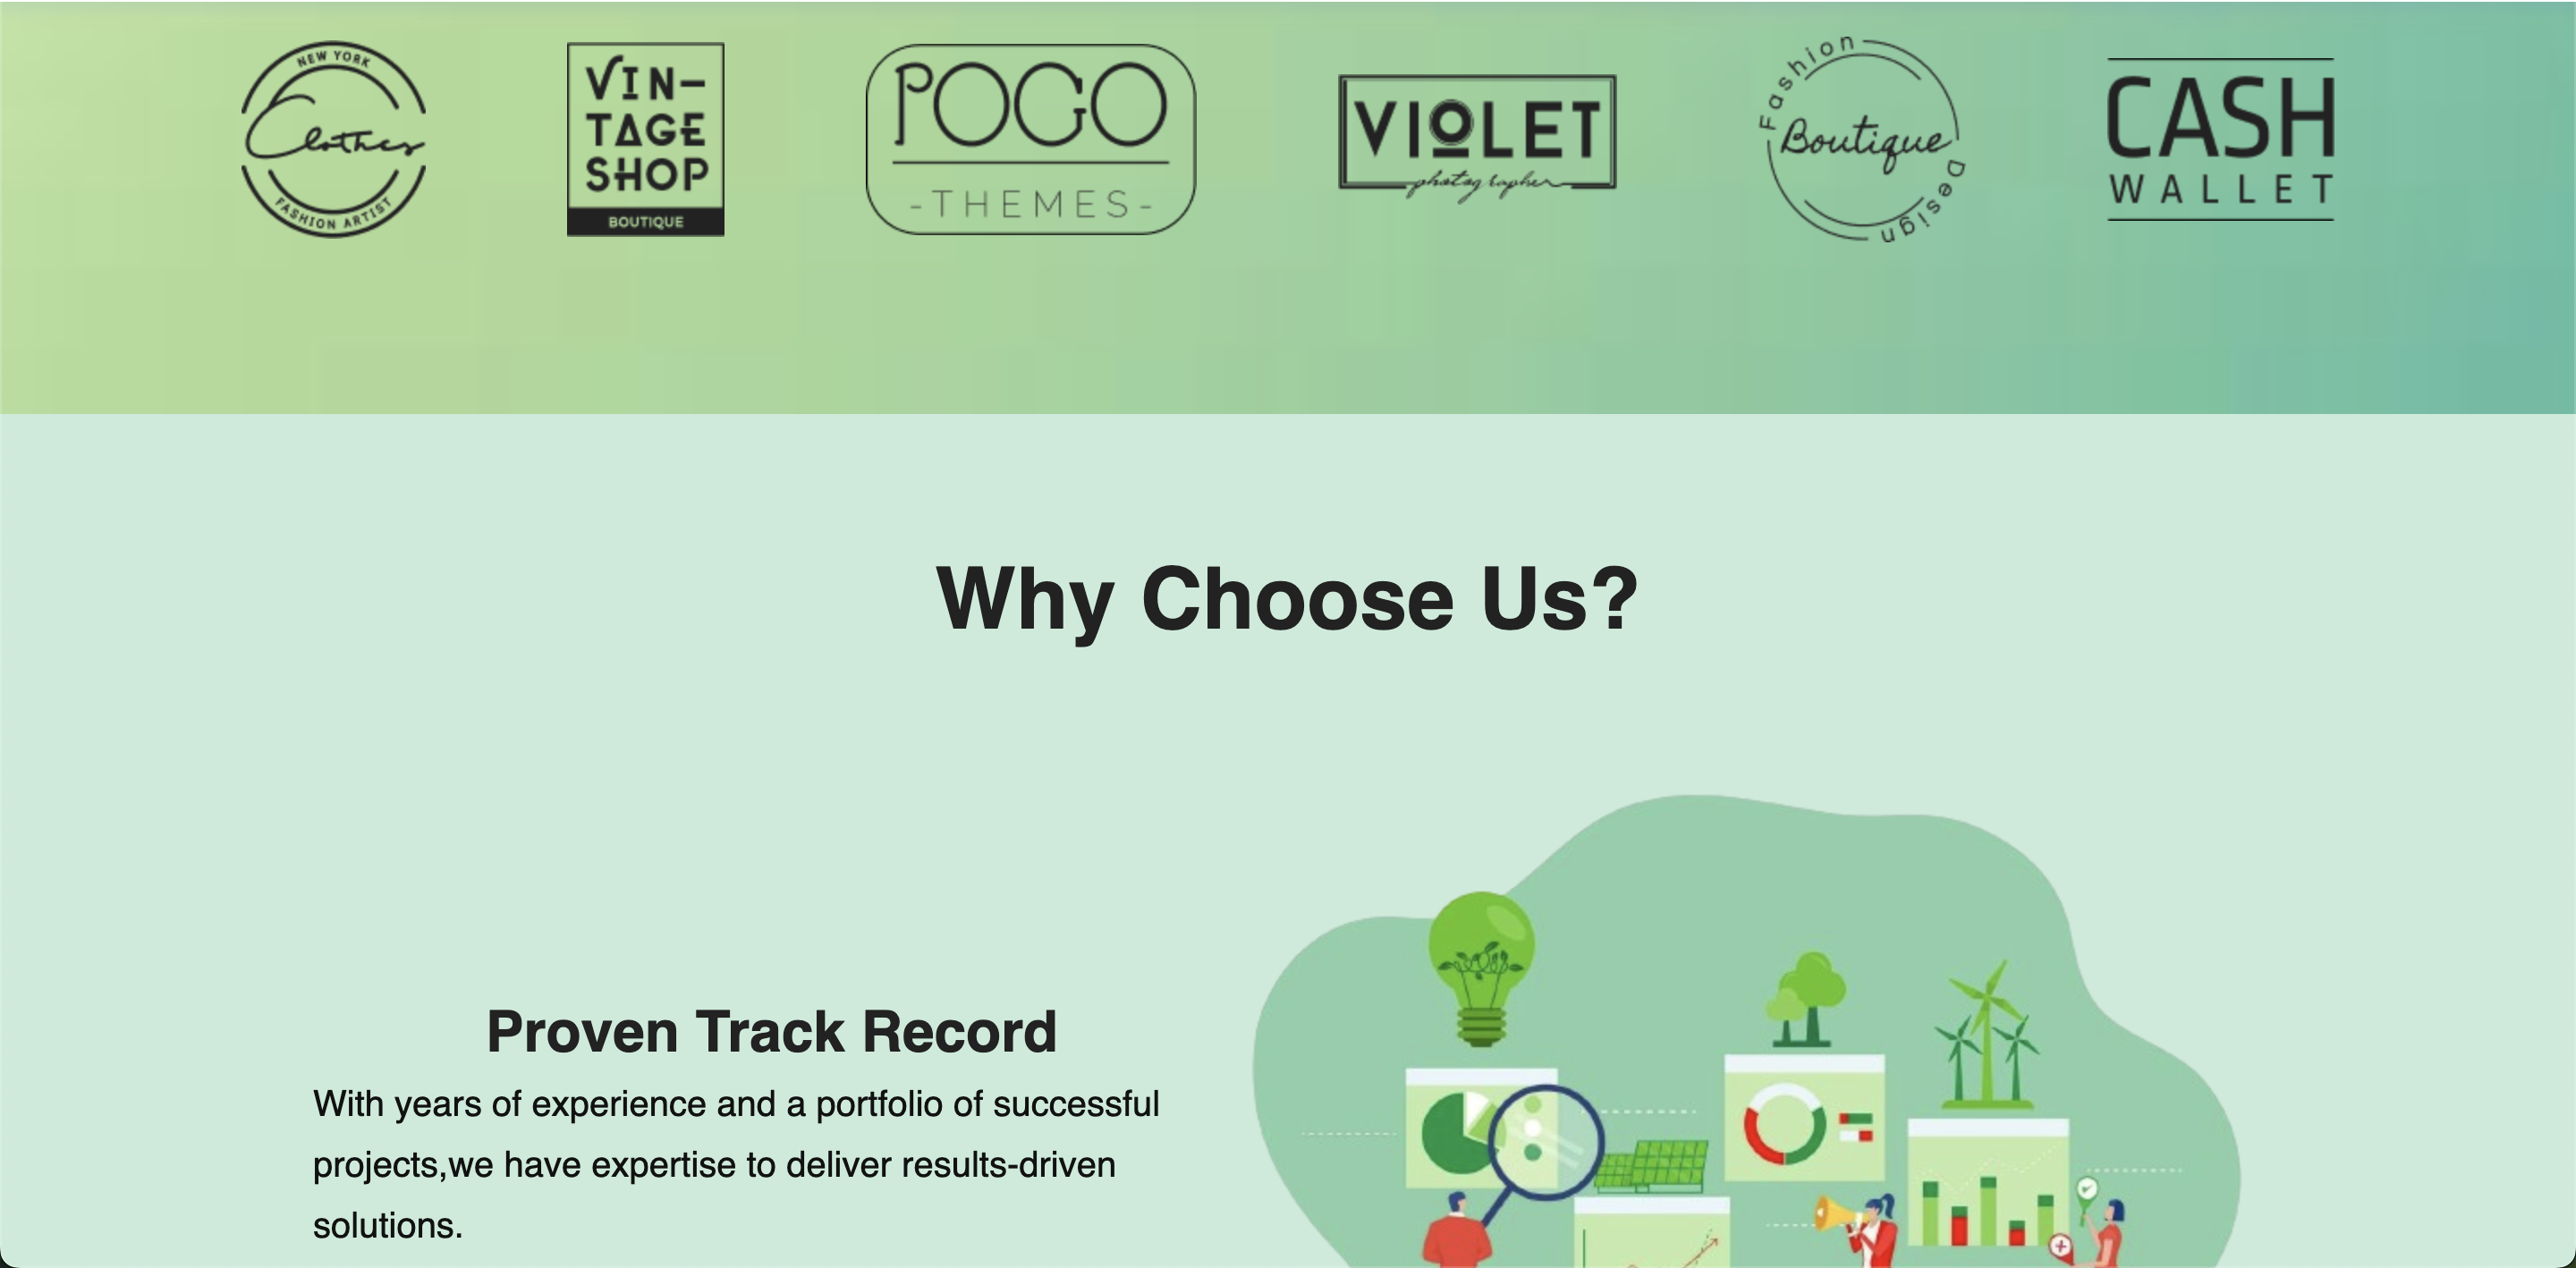 NEW YORK
Clothes
FASHION ARTIST
VIN-
TAGE
SHOP
BOUTIQUE
POGO
-THEMES-
VIOLET
photographer
Fashion
Boutique
Design
CASH
WALLET
Why Choose Us?
Proven Track Record
With years of experience and a portfolio of successful
projects,we have expertise to deliver results-driven
solutions.